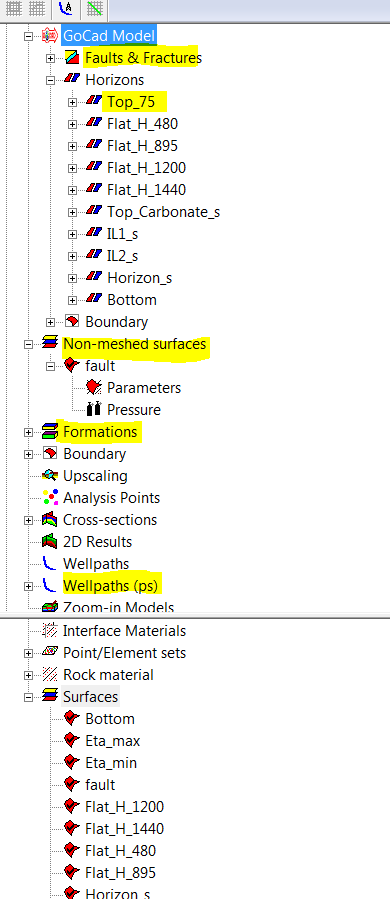 A
GoCad Model
Faults & Fractures
Horizons
Top_75
Flat_H_480
Flat_H_895
Flat_H_1200
Flat_H_1440
Top_Carbonate_s
IL1_s
IL2_s
Horizon_s
Bottom
Boundary
Non-meshed surfaces
fault
Parameters
Pressure
Formations
Boundary
Upscaling
Analysis Points
Cross-sections
2D Results
Wellpaths
Wellpaths (ps)
Zoom-in Models
Interface Materials
Point/Element sets
Rock material
Surfaces
Bottom
Eta_max
Eta_min
fault
Flat_H_1200
Flat_H_1440
Flat_H_480
Flat_H_895
Horizon_s